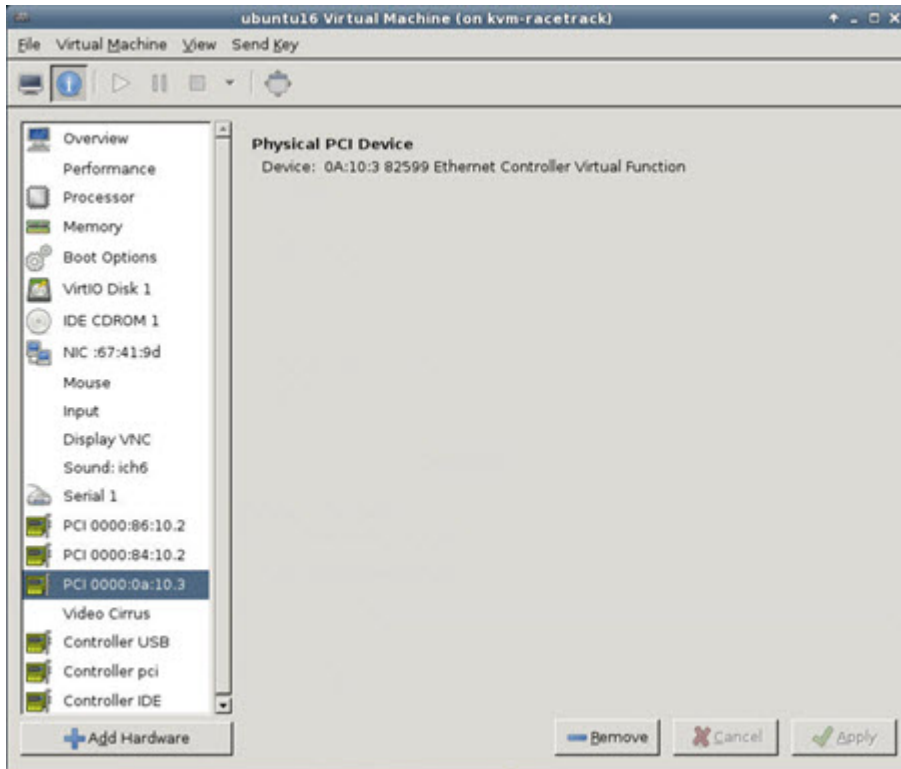 ubuntu16 Virtual Machine (on kvm-racetrack)
File Virtual Machine View Send Key
Overview
Performance
Processor
Memory
Boot Options
VirtIO Disk 1
IDE CDROM 1
NIC :67:41:9d
Mouse
Input
Display VNC
Sound: ich6
Serial 1
PCI 0000:86:10.2
PCI 0000:84:10.2
PCI 0000:0a:10.3
Video Cirrus
Controller USB
Controller pci
Controller IDE
Add Hardware
Physical PCI Device
Device: 0A:10:3 82599 Ethernet Controller Virtual Function
Remove Cancel Apply